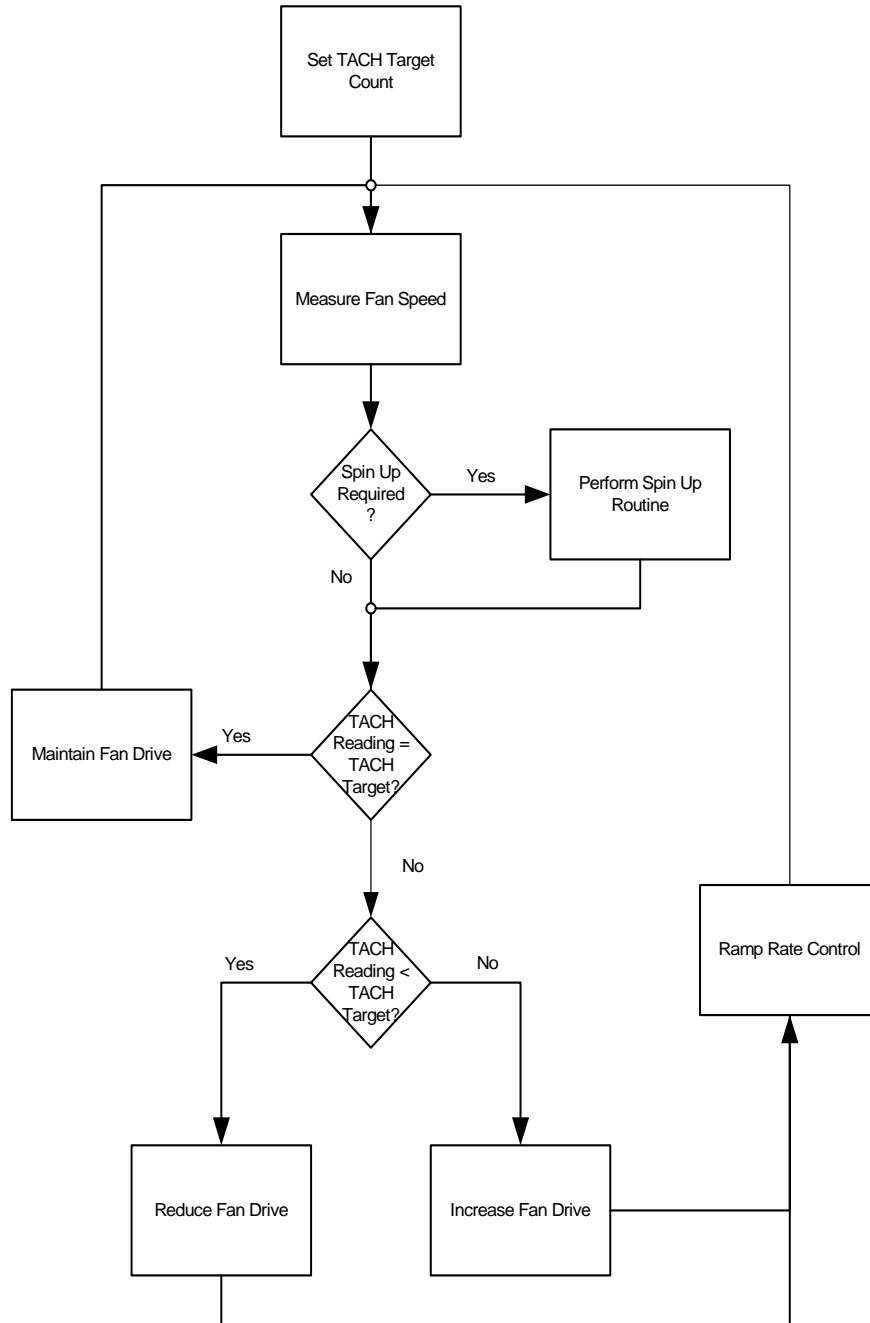 Set TACH Target
Count
Measure Fan Speed
Spin Up
Required
?
Yes
Perform Spin Up
Routine
No
TACH
Reading =
TACH
Target?
Yes
Maintain Fan Drive
No
TACH
Reading <
TACH
Target?
Yes
No
Ramp Rate Control
Reduce Fan Drive
Increase Fan Drive